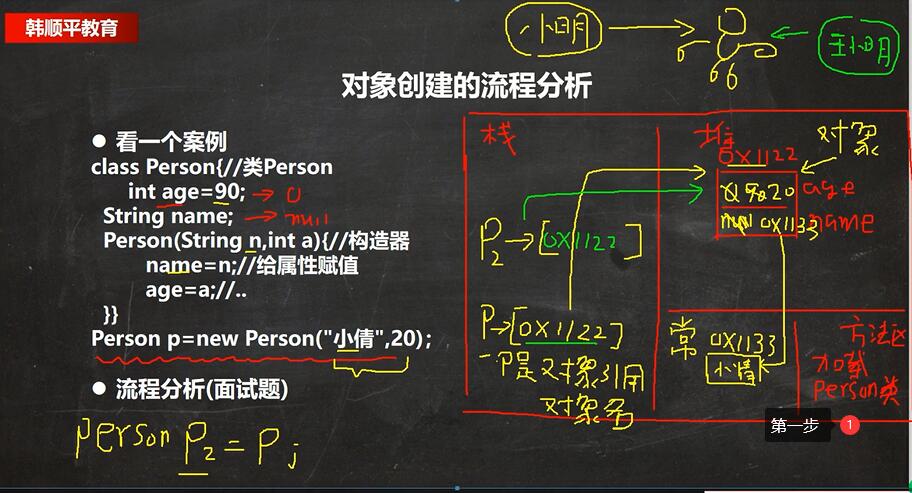 韩顺平教育
小明
王小明
对象创建的流程分析
● 看一个案例
class Person{//类Person
int age=90; → 0
String name; → null
Person(String n,int a){//构造器
name=n;//给属性赋值
age=a;//..
}}
Person p=new Person("小倩",20);
● 流程分析(面试题)
Person P2 = P;
栈
堆
对象
0X1122
20
age
null 0X1133
name
P2→[0X1122]
P→[0X1122]
P是对象引用
对象名
常
0X1133
小倩
方法区
加载
Person类
第一步
1